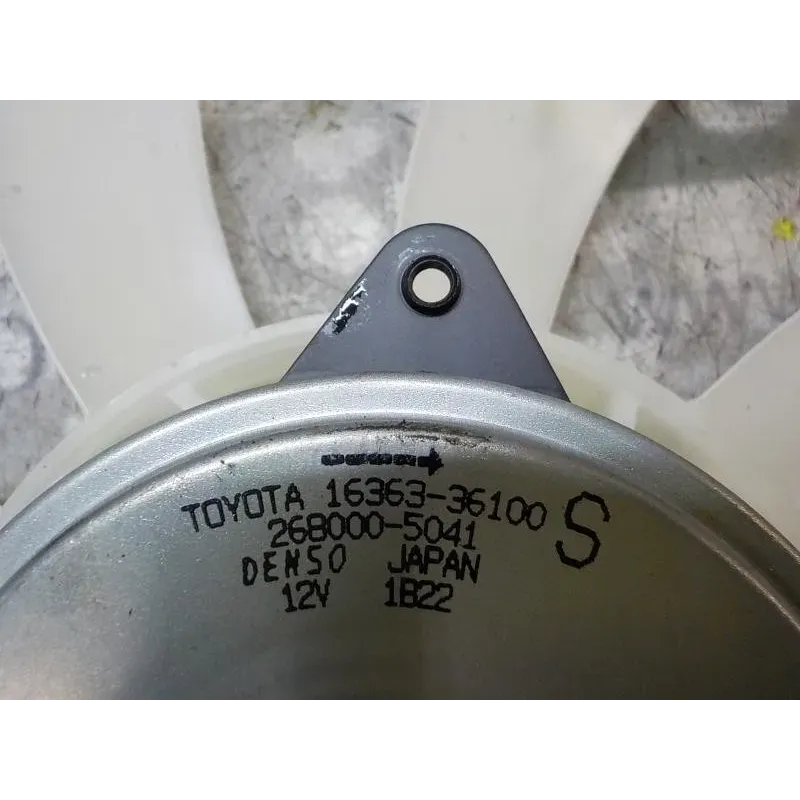 TOYOTA 16363-36100 S
268000-5041
DENSO JAPAN
12V 1B22